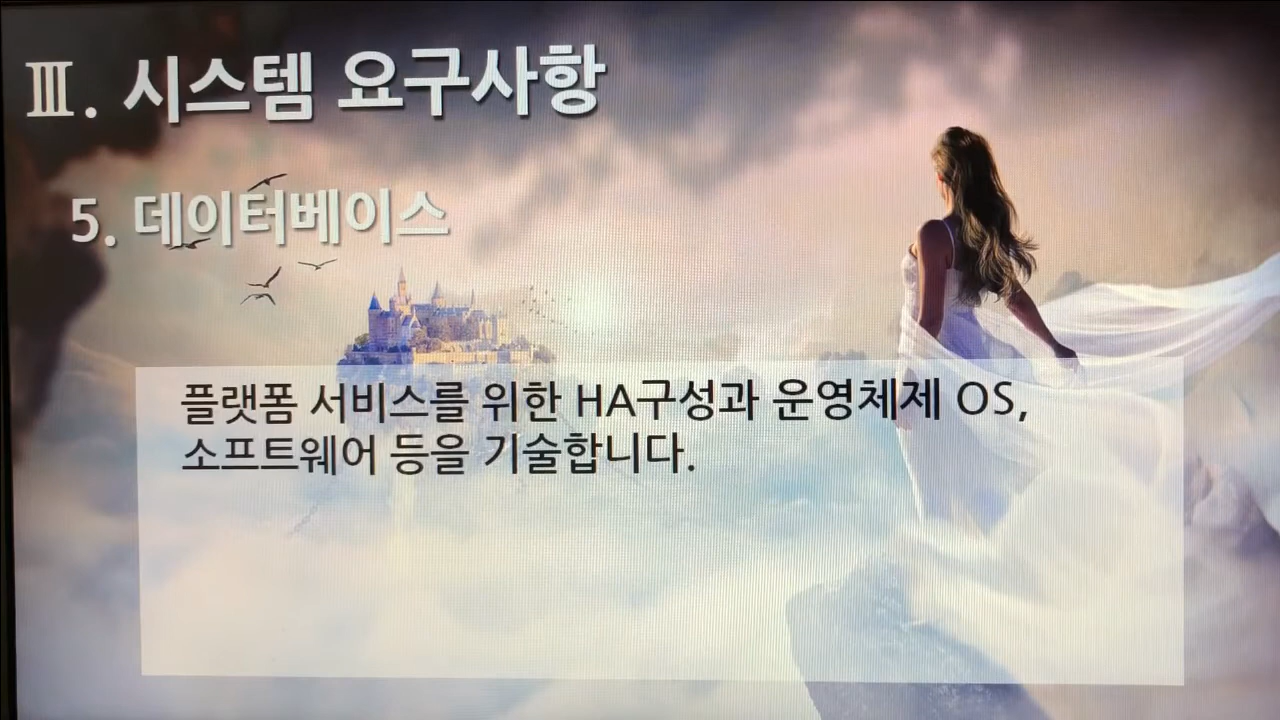 Ⅲ. 시스템 요구사항
5. 데이터베이스
플랫폼 서비스를 위한 HA구성과 운영체제 OS,
소프트웨어 등을 기술합니다.